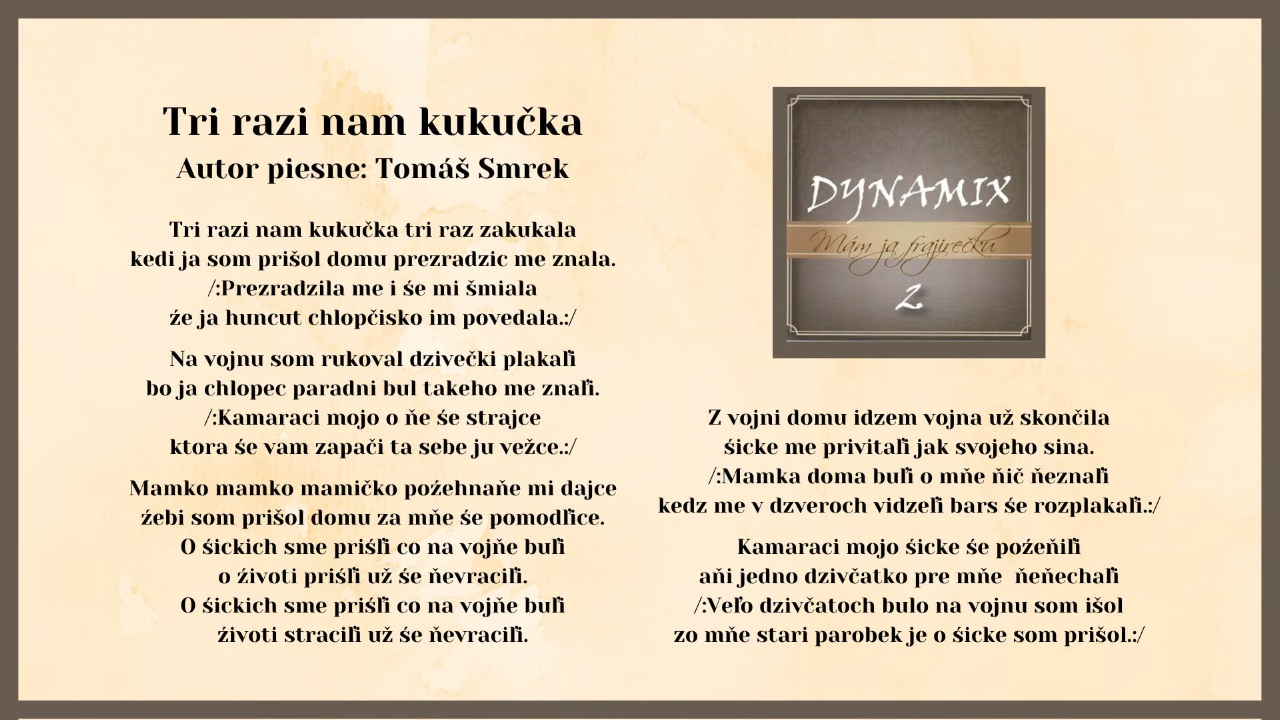 Tri razi nam kukučka
Autor piesne: Tomáš Smrek
Tri razi nam kukučka tri raz zakukala
kedi ja som prišol domu prezradzic me znala.
/:Prezradzila me i śe mi šmiala
źe ja huncut chlopčisko im povedala.:/
Na vojnu som rukoval dzivečki plakaľi
bo ja chlopec paradni bul takeho me znaľi.
/:Kamaraci mojo o ňe śe strajce
ktora śe vam zapači ta sebe ju vežce.:/
Mamko mamko mamičko poźehnaňe mi dajce
źebi som prišol domu za mňe śe pomodľice.
O śickich sme priśľi co na vojňe buľi
o źivoti priśľi už śe ňevraciľi.
O śickich sme priśľi co na vojňe buľi
źivoti straciľi už śe ňevraciľi.
DYNAMIX
Mám ja frajirečku
2
Z vojni domu idzem vojna už skončila
śicke me privitaľi jak svojeho sina.
/:Mamka doma buľi o mňe ňič ňeznaľi
kedz me v dzveroch vidzeľi bars śe rozplakaľi.:/
Kamaraci mojo śicke śe poźeňiľi
aňi jedno dzivčatko pre mňe ňeňechaľi
/:Veľo dzivčatoch bulo na vojnu som išol
zo mňe stari parobek je o śicke som prišol.:/